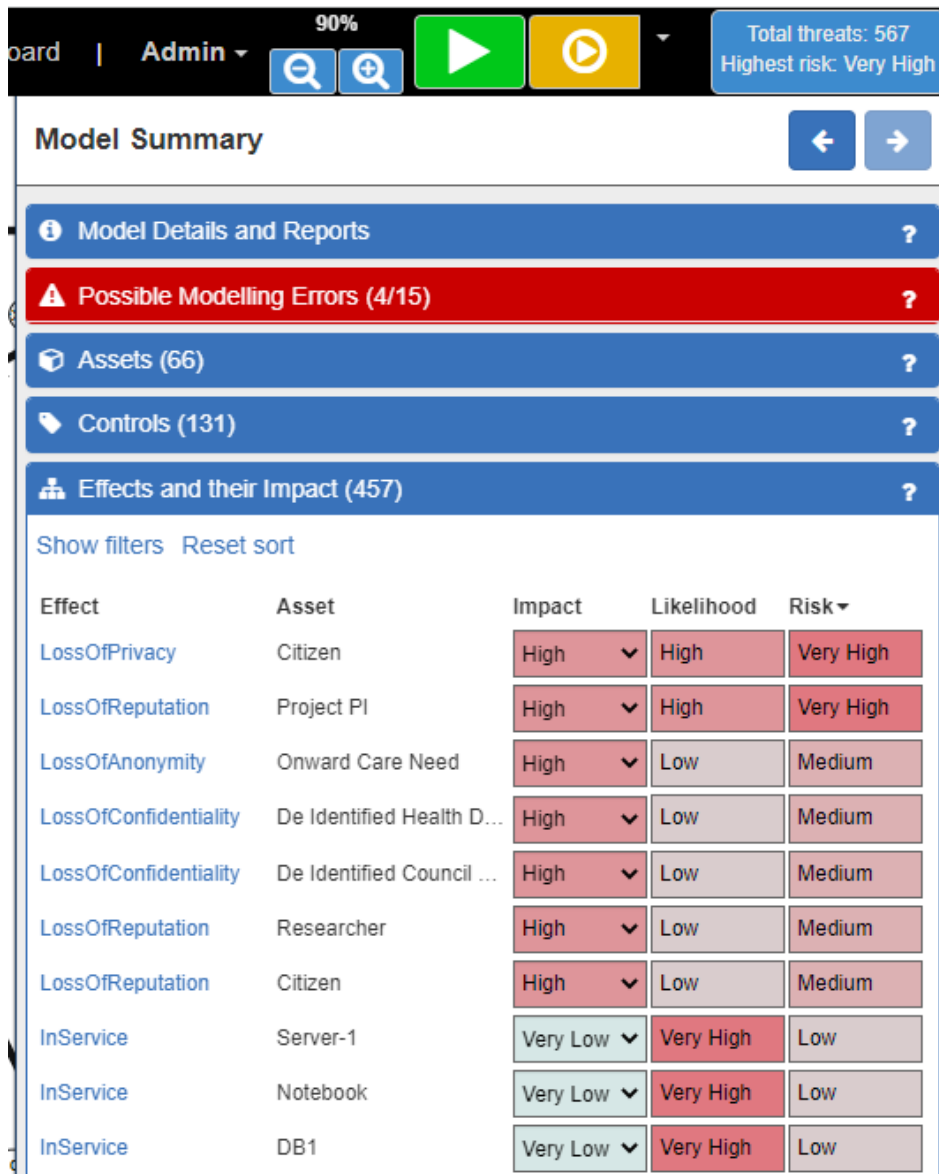 90%
oard | Admin
Total threats: 567
Highest risk: Very High
Model Summary
Model Details and Reports ?
Possible Modelling Errors (4/15) ?
Assets (66) ?
Controls (131) ?
Effects and their Impact (457) ?
Show filters Reset sort
Effect Asset Impact Likelihood Risk
LossOfPrivacy Citizen High High Very High
LossOfReputation Project PI High High Very High
LossOfAnonymity Onward Care Need High Low Medium
LossOfConfidentiality De Identified Health D... High Low Medium
LossOfConfidentiality De Identified Council ... High Low Medium
LossOfReputation Researcher High Low Medium
LossOfReputation Citizen High Low Medium
InService Server-1 Very Low Very High Low
InService Notebook Very Low Very High Low
InService DB1 Very Low Very High Low